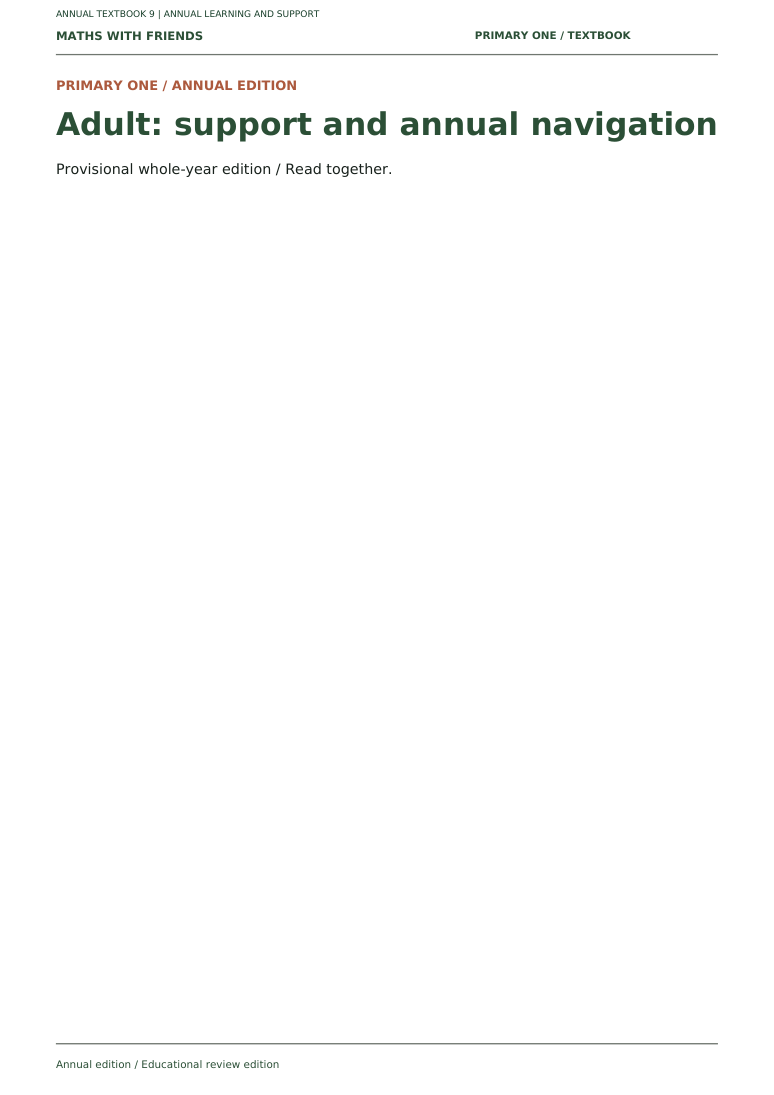 ANNUAL TEXTBOOK 9 | ANNUAL LEARNING AND SUPPORT
MATHS WITH FRIENDS
PRIMARY ONE / TEXTBOOK
PRIMARY ONE / ANNUAL EDITION
Adult: support and annual navigation
Provisional whole-year edition / Read together.
Annual edition / Educational review edition